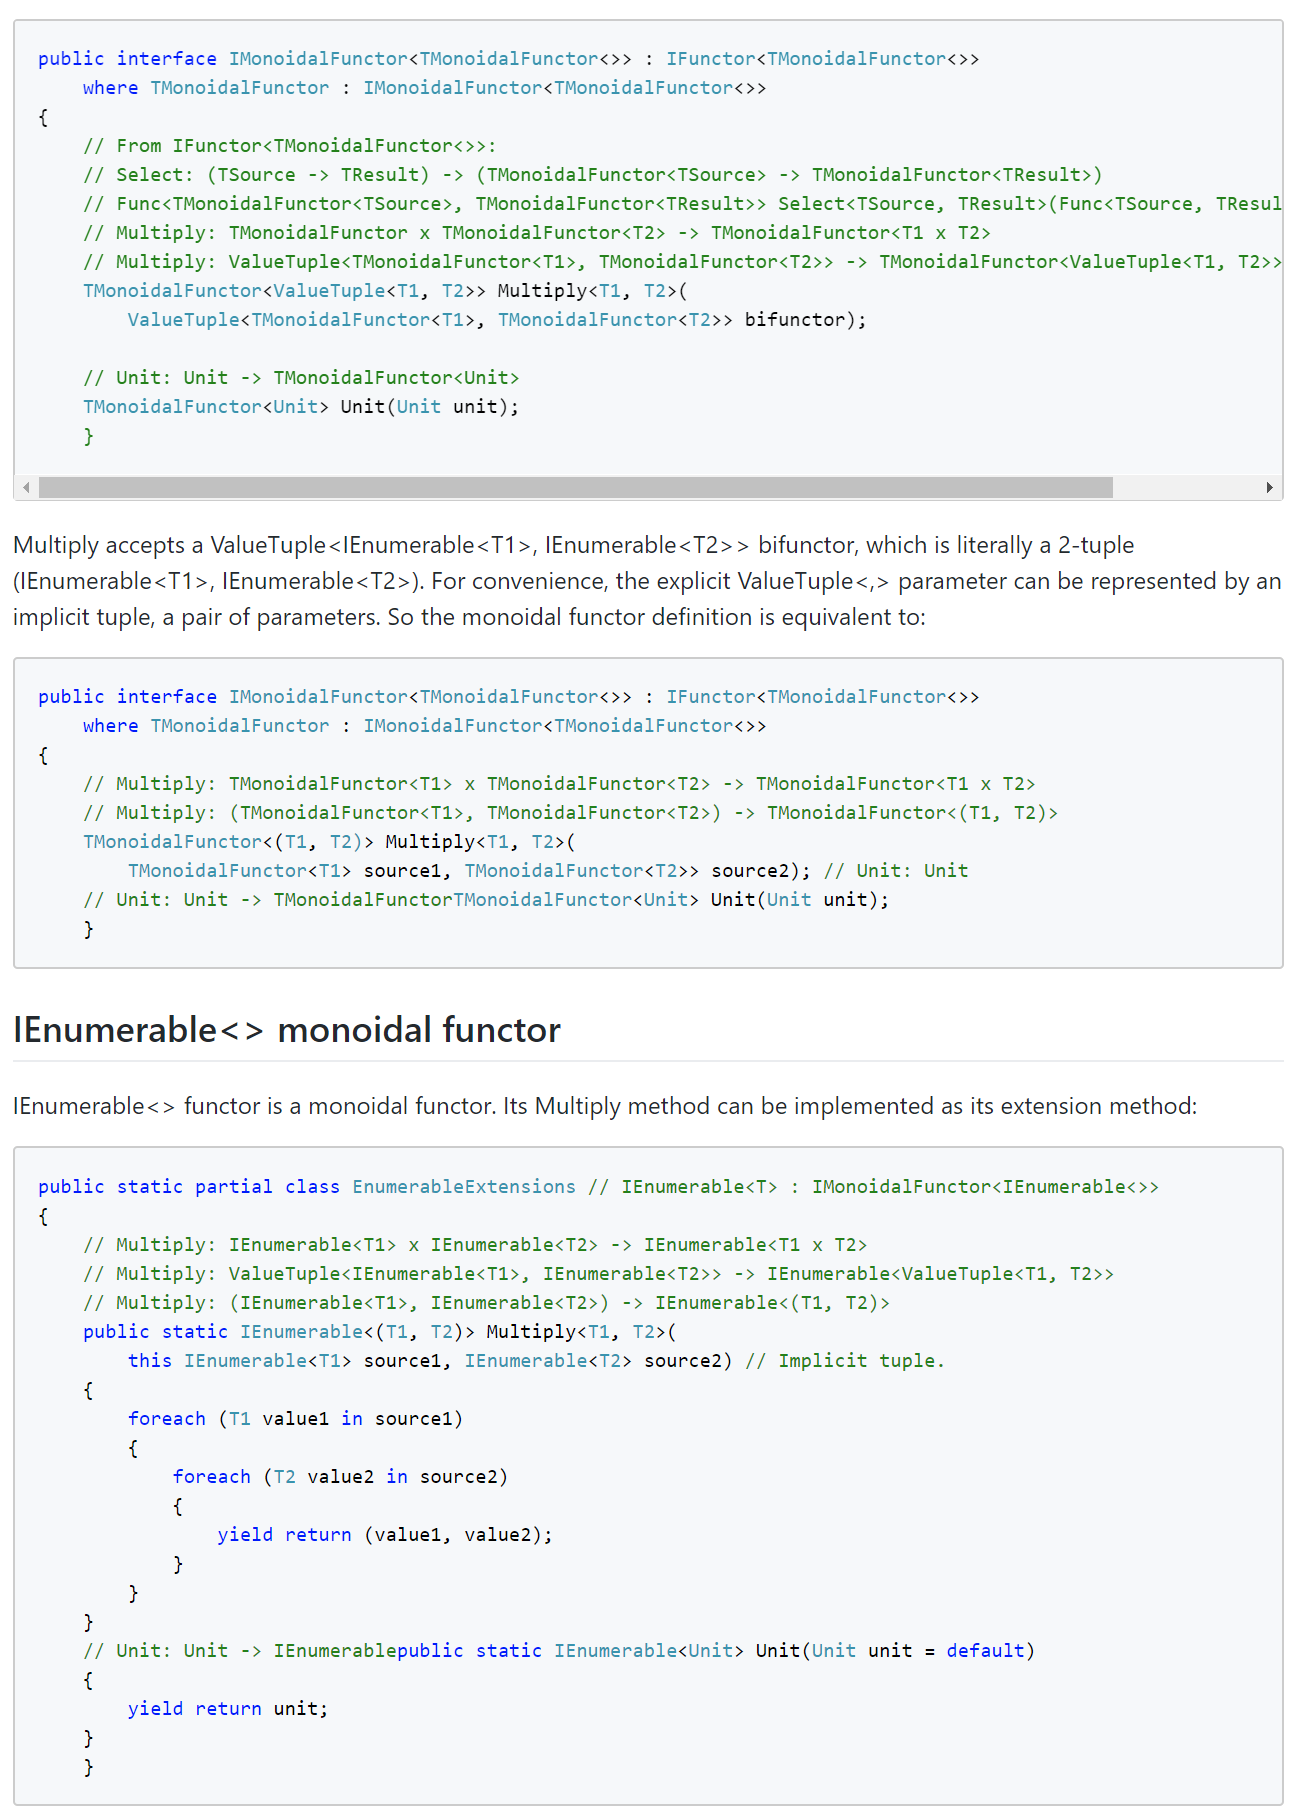 public interface IMonoidalFunctor<TMonoidalFunctor<>> : IFunctor<TMonoidalFunctor<>>
    where TMonoidalFunctor : IMonoidalFunctor<TMonoidalFunctor<>>
{
    // From IFunctor<TMonoidalFunctor<>>:
    // Select: (TSource -> TResult) -> (TMonoidalFunctor<TSource> -> TMonoidalFunctor<TResult>)
    // Func<TMonoidalFunctor<TSource>, TMonoidalFunctor<TResult>> Select<TSource, TResult>(Func<TSource, TResul
    // Multiply: TMonoidalFunctor x TMonoidalFunctor<T2> -> TMonoidalFunctor<T1 x T2>
    // Multiply: ValueTuple<TMonoidalFunctor<T1>, TMonoidalFunctor<T2>> -> TMonoidalFunctor<ValueTuple<T1, T2>>
    TMonoidalFunctor<ValueTuple<T1, T2>> Multiply<T1, T2>(
        ValueTuple<TMonoidalFunctor<T1>, TMonoidalFunctor<T2>> bifunctor);
    // Unit: Unit -> TMonoidalFunctor<Unit>
    TMonoidalFunctor<Unit> Unit(Unit unit);
    }
Multiply accepts a ValueTuple<IEnumerable<T1>, IEnumerable<T2>> bifunctor, which is literally a 2-tuple
(IEnumerable<T1>, IEnumerable<T2>). For convenience, the explicit ValueTuple<,> parameter can be represented by an
implicit tuple, a pair of parameters. So the monoidal functor definition is equivalent to:
public interface IMonoidalFunctor<TMonoidalFunctor<>> : IFunctor<TMonoidalFunctor<>>
    where TMonoidalFunctor : IMonoidalFunctor<TMonoidalFunctor<>>
{
    // Multiply: TMonoidalFunctor<T1> x TMonoidalFunctor<T2> -> TMonoidalFunctor<T1 x T2>
    // Multiply: (TMonoidalFunctor<T1>, TMonoidalFunctor<T2>) -> TMonoidalFunctor<(T1, T2)>
    TMonoidalFunctor<(T1, T2)> Multiply<T1, T2>(
        TMonoidalFunctor<T1> source1, TMonoidalFunctor<T2>> source2); // Unit: Unit
    // Unit: Unit -> TMonoidalFunctorTMonoidalFunctor<Unit> Unit(Unit unit);
    }
IEnumerable<> monoidal functor
IEnumerable<> functor is a monoidal functor. Its Multiply method can be implemented as its extension method:
public static partial class EnumerableExtensions // IEnumerable<T> : IMonoidalFunctor<IEnumerable<>>
{
    // Multiply: IEnumerable<T1> x IEnumerable<T2> -> IEnumerable<T1 x T2>
    // Multiply: ValueTuple<IEnumerable<T1>, IEnumerable<T2>> -> IEnumerable<ValueTuple<T1, T2>>
    // Multiply: (IEnumerable<T1>, IEnumerable<T2>) -> IEnumerable<(T1, T2)>
    public static IEnumerable<(T1, T2)> Multiply<T1, T2>(
        this IEnumerable<T1> source1, IEnumerable<T2> source2) // Implicit tuple.
    {
        foreach (T1 value1 in source1)
        {
            foreach (T2 value2 in source2)
            {
                yield return (value1, value2);
            }
        }
    }
    // Unit: Unit -> IEnumerablepublic static IEnumerable<Unit> Unit(Unit unit = default)
    {
        yield return unit;
    }
    }